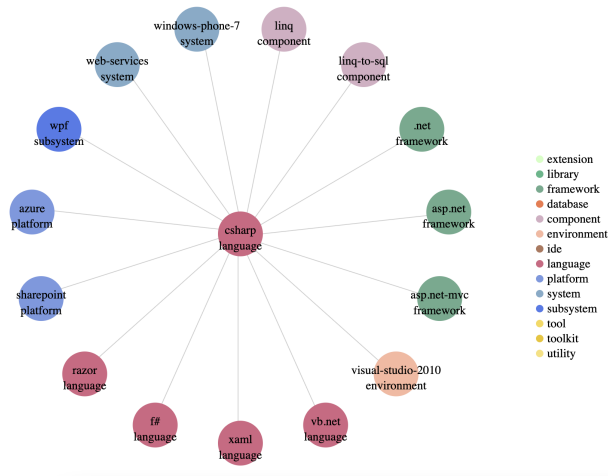 windows-phone-7
system
linq
component
web-services
system
linq-to-sql
component
wpf
subsystem
.net
framework
azure
platform
asp.net
framework
csharp
language
sharepoint
platform
asp.net-mvc
framework
razor
language
visual-studio-2010
environment
f#
language
xaml
language
vb.net
language
extension
library
framework
database
component
environment
ide
language
platform
system
subsystem
tool
toolkit
utility